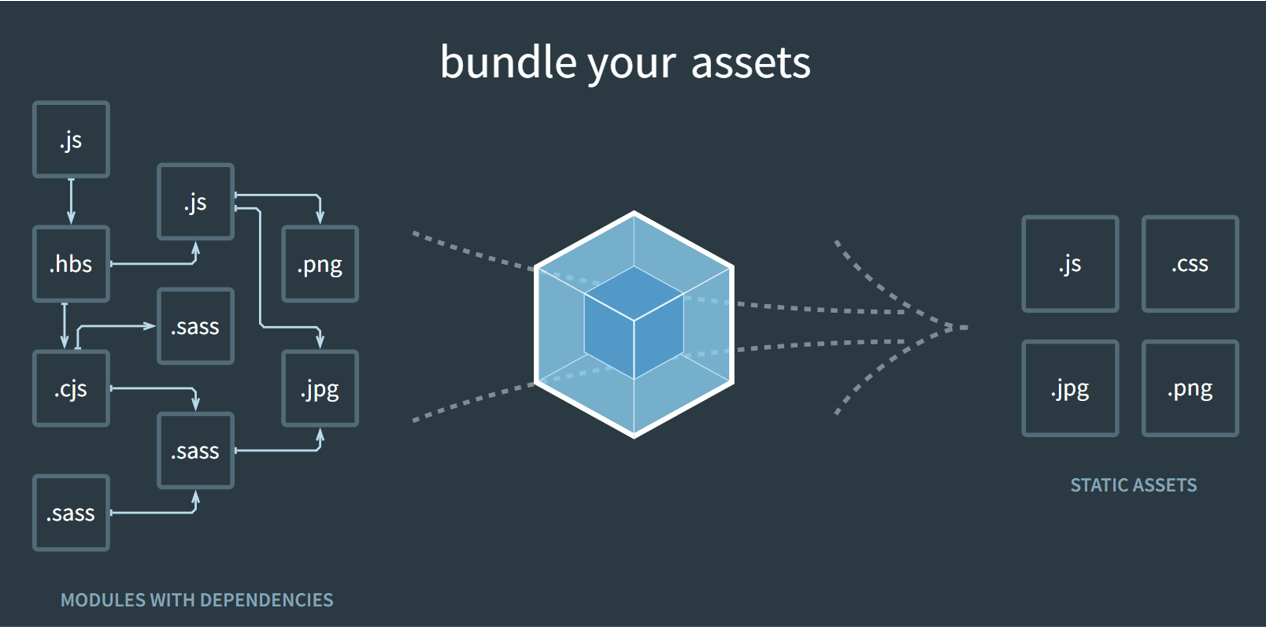 bundle your assets
.js
.js
.hbs
.png
.sass
.cjs
.jpg
.sass
.sass
MODULES WITH DEPENDENCIES
.js
.css
.jpg
.png
STATIC ASSETS